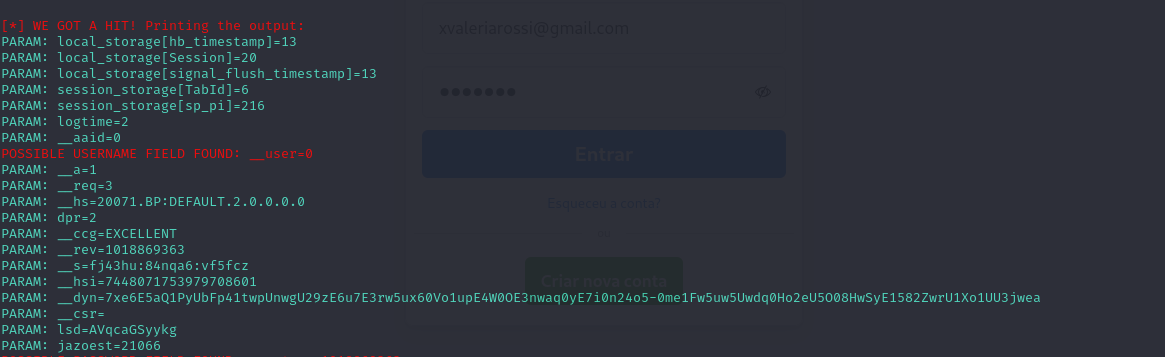 [*] WE GOT A HIT! Printing the output:
PARAM: local_storage[hb_timestamp]=13
PARAM: local_storage[Session]=20
PARAM: local_storage[signal_flush_timestamp]=13
PARAM: session_storage[TabId]=6
PARAM: session_storage[sp_pi]=216
PARAM: logtime=2
PARAM: __aaid=0
POSSIBLE USERNAME FIELD FOUND: __user=0
PARAM: __a=1
PARAM: __req=3
PARAM: __hs=20071.BP:DEFAULT.2.0.0.0.0
PARAM: dpr=2
PARAM: __ccg=EXCELLENT
PARAM: __rev=1018869363
PARAM: __s=fj43hu:84nqa6:vf5fcz
PARAM: __hsi=7448071753979708601
PARAM: __dyn=7xe6E5aQ1PyUbFp41twpUnwgU29zE6u7E3rw5ux60Vo1upE4W0OE3nwaq0yE7i0n24o5-0me1Fw5uw5Uwdq0Ho2eU5O08HwSyE1582ZwrU1Xo1UU3jwea
PARAM: __csr=
PARAM: lsd=AVqcaGSyykg
PARAM: jazoest=21066
xvaleriarossi@gmail.com
•••••••
Entrar
Esqueceu a conta?
Criar nova conta